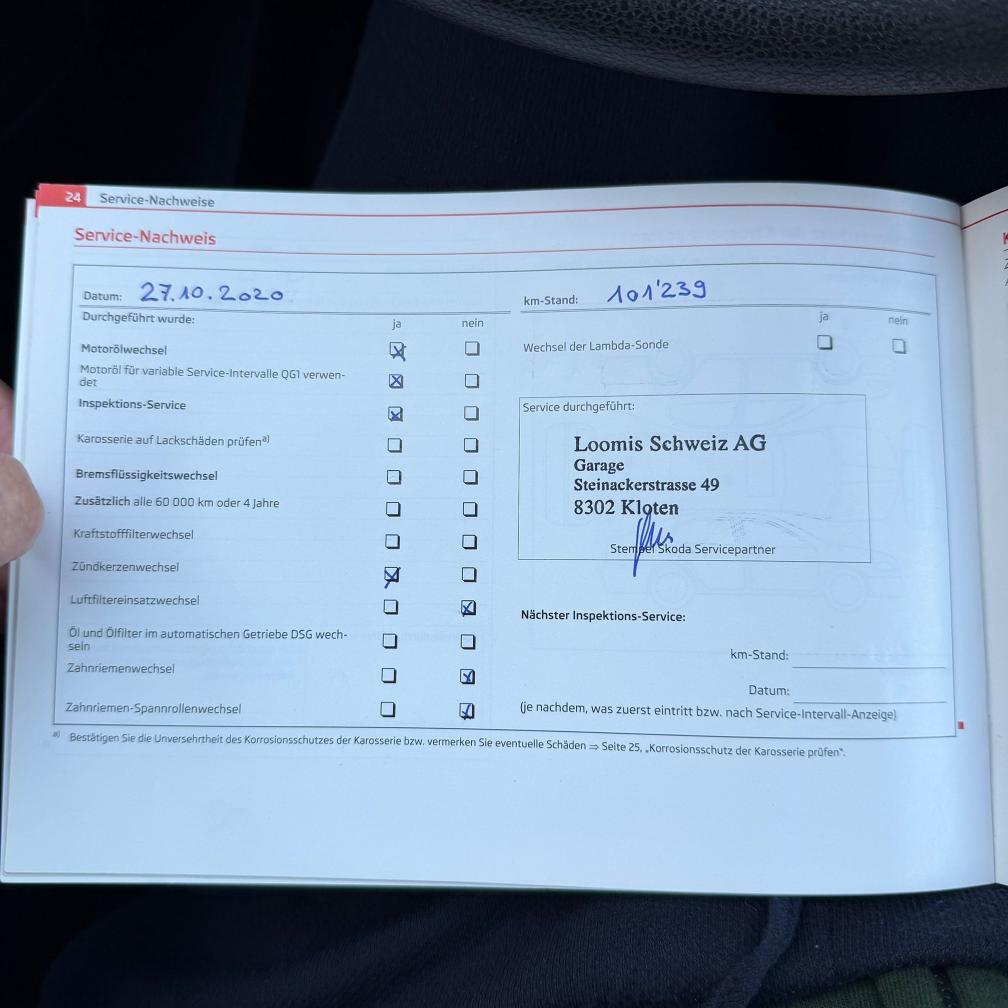 24 Service-Nachweise
Service-Nachweis
Datum: 27.10.2020
km-Stand: 101'239
Durchgeführt wurde:
ja nein
Motorölwechsel
Motoröl für variable Service-Intervalle QG1 verwen-
det
Inspektions-Service
Karosserie auf Lackschäden prüfen a)
Bremsflüssigkeitswechsel
Zusätzlich alle 60 000 km oder 4 Jahre
Kraftstofffilterwechsel
Zündkerzenwechsel
Luftfiltereinsatzwechsel
Öl und Ölfilter im automatischen Getriebe DSG wech-
seln
Zahnriemenwechsel
Zahnriemen-Spannrollenwechsel
ja nein
Wechsel der Lambda-Sonde
Service durchgeführt:
Loomis Schweiz AG
Garage
Steinackerstrasse 49
8302 Kloten
Stempel Skoda Servicepartner
Nächster Inspektions-Service:
km-Stand:
Datum:
(je nachdem, was zuerst eintritt bzw. nach Service-Intervall-Anzeige)
a) Bestätigen Sie die Unversehrtheit des Korrosionsschutzes der Karosserie bzw. vermerken Sie eventuelle Schäden ⇒ Seite 25, „Korrosionsschutz der Karosserie prüfen“.